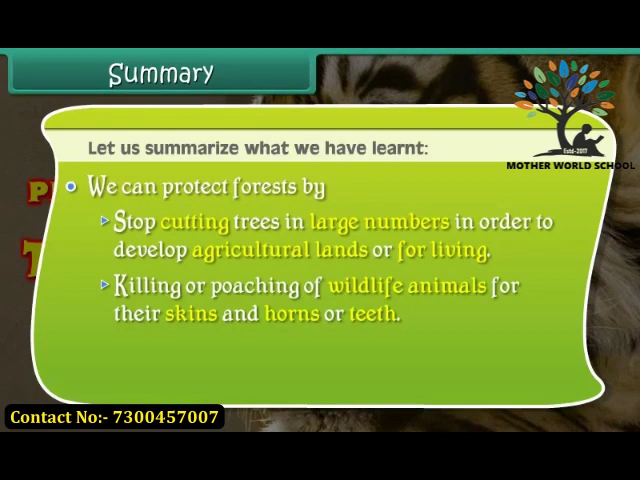 Summary
Estd-2017
MOTHER WORLD SCHOOL
Let us summarize what we have learnt:
We can protect forests by
Stop cutting trees in large numbers in order to
develop agricultural lands or for living.
Killing or poaching of wildlife animals for
their skins and horns or teeth.
Contact No:- 7300457007